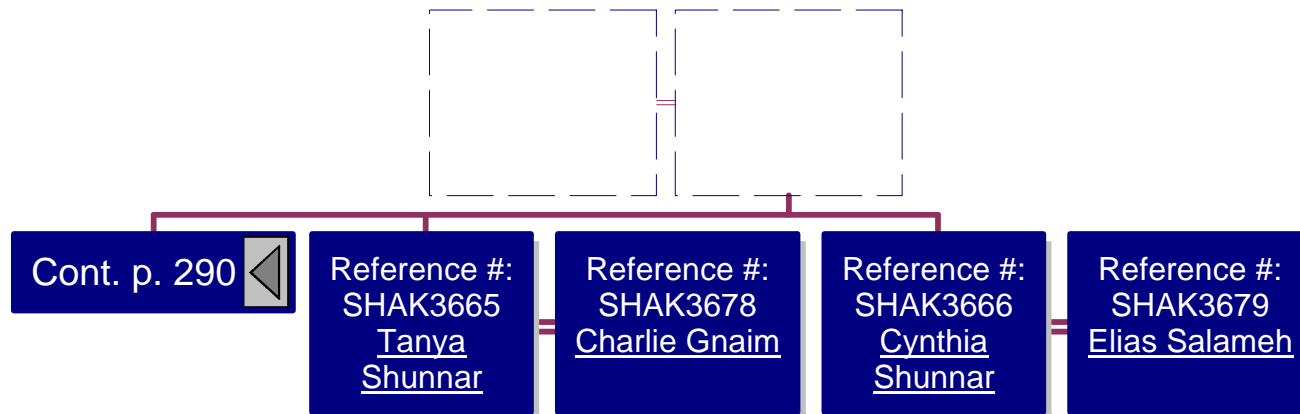 Cont. p. 290
Reference #:
SHAK3665
Tanya
Shunnar
Reference #:
SHAK3678
Charlie Gnaim
Reference #:
SHAK3666
Cynthia
Shunnar
Reference #:
SHAK3679
Elias Salameh